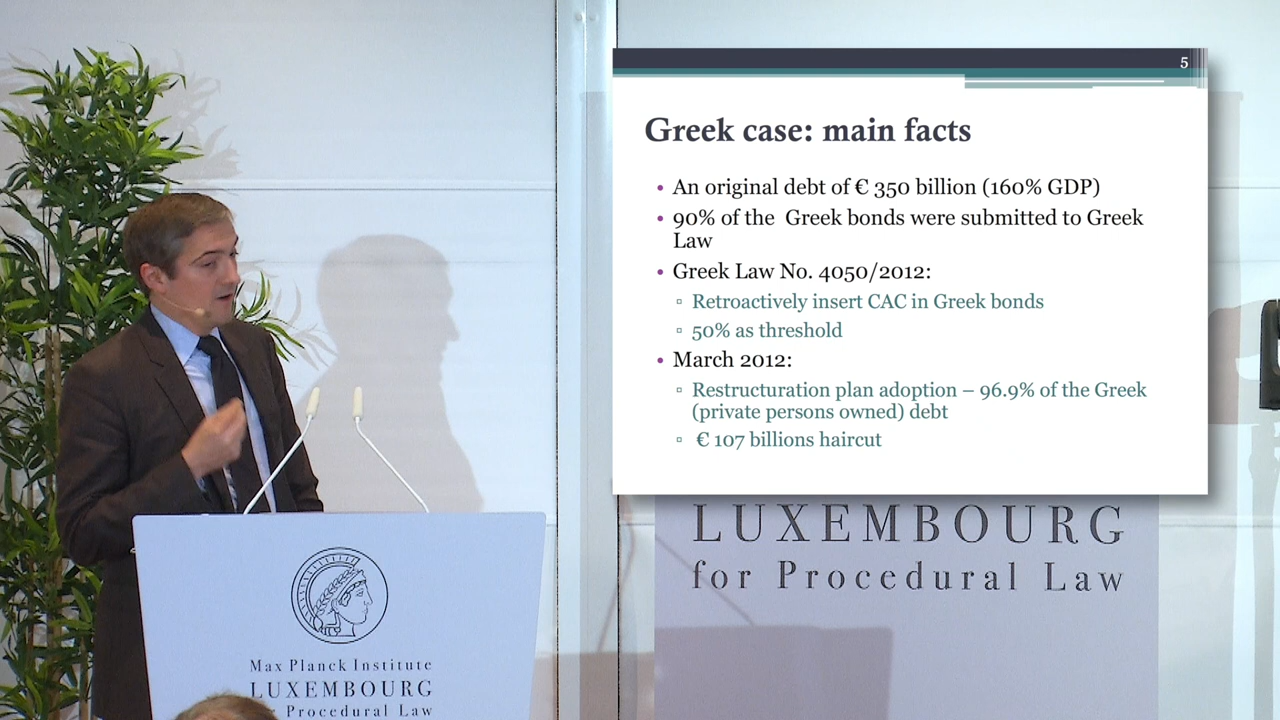 5
Greek case: main facts
• An original debt of € 350 billion (160% GDP)
• 90% of the Greek bonds were submitted to Greek
Law
• Greek Law No. 4050/2012:
▫ Retroactively insert CAC in Greek bonds
▫ 50% as threshold
• March 2012:
▫ Restructuration plan adoption – 96.9% of the Greek
(private persons owned) debt
▫ € 107 billions haircut
LUXEMBOURG
for Procedural Law
Max Planck Institute
LUXEMBOURG
for Procedural Law